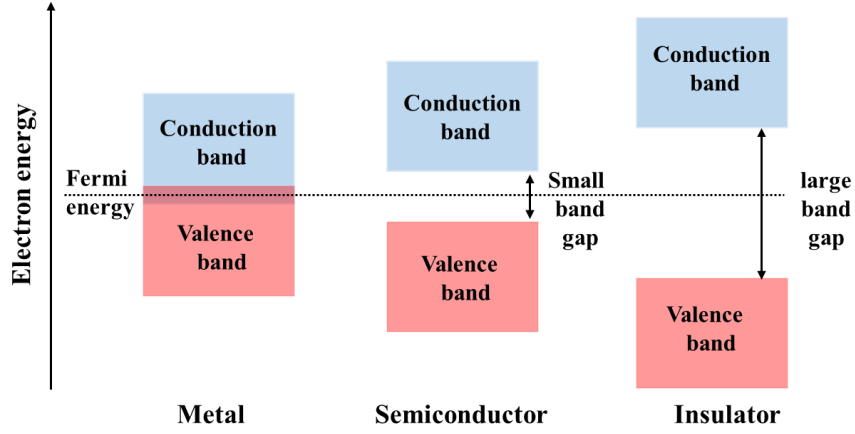 Electron energy
Fermi
energy
Conduction
band
Valence
band
Metal
Conduction
band
Small
band
gap
Valence
band
Semiconductor
Conduction
band
large
band
gap
Valence
band
Insulator